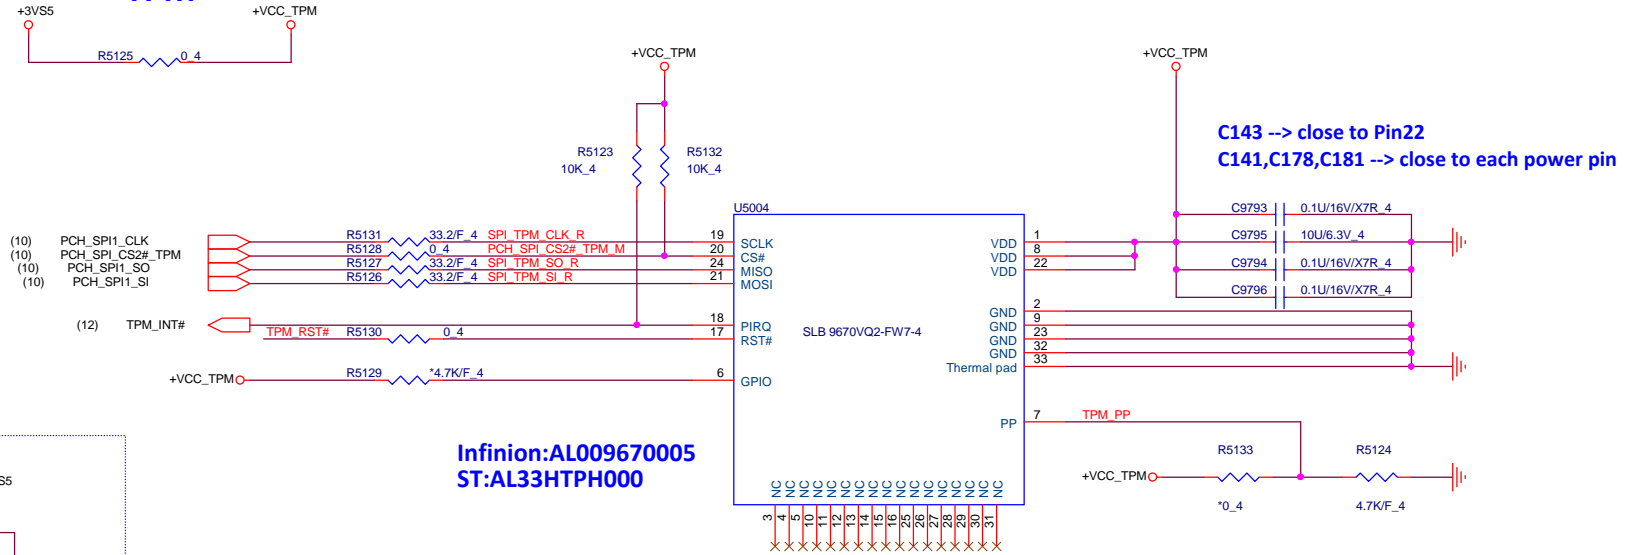 +3VS5
+VCC_TPM
R5125
0_4
+VCC_TPM
+VCC_TPM
C143 --> close to Pin22
C141,C178,C181 --> close to each power pin
R5123
10K_4
R5132
10K_4
U5004
C9793
0.1U/16V/X7R_4
C9795
10U/6.3V_4
C9794
0.1U/16V/X7R_4
C9796
0.1U/16V/X7R_4
(10) PCH_SPI1_CLK R5131 33.2/F_4 SPI_TPM_CLK_R 19 SCLK
(10) PCH_SPI_CS2#_TPM R5128 0_4 PCH_SPI_CS2#_TPM_M 20 CS#
(10) PCH_SPI1_SO R5127 33.2/F_4 SPI_TPM_SO_R 24 MISO
(10) PCH_SPI1_SI R5126 33.2/F_4 SPI_TPM_SI_R 21 MOSI
VDD 1
VDD 8
VDD 22
(12) TPM_INT# 18 PIRQ
TPM_RST# R5130 0_4 17 RST#
SLB 9670VQ2-FW7-4
GND 2
GND 9
GND 23
GND 32
Thermal pad 33
+VCC_TPM R5129 *4.7K/F_4 6 GPIO
PP 7 TPM_PP
Infinion:AL009670005
ST:AL33HTPH000
+VCC_TPM
R5133
*0_4
R5124
4.7K/F_4
S5
NC NC NC NC NC NC NC NC NC NC NC NC NC NC NC NC NC
3 4 5 10 11 12 13 14 15 16 25 26 27 28 29 30 31